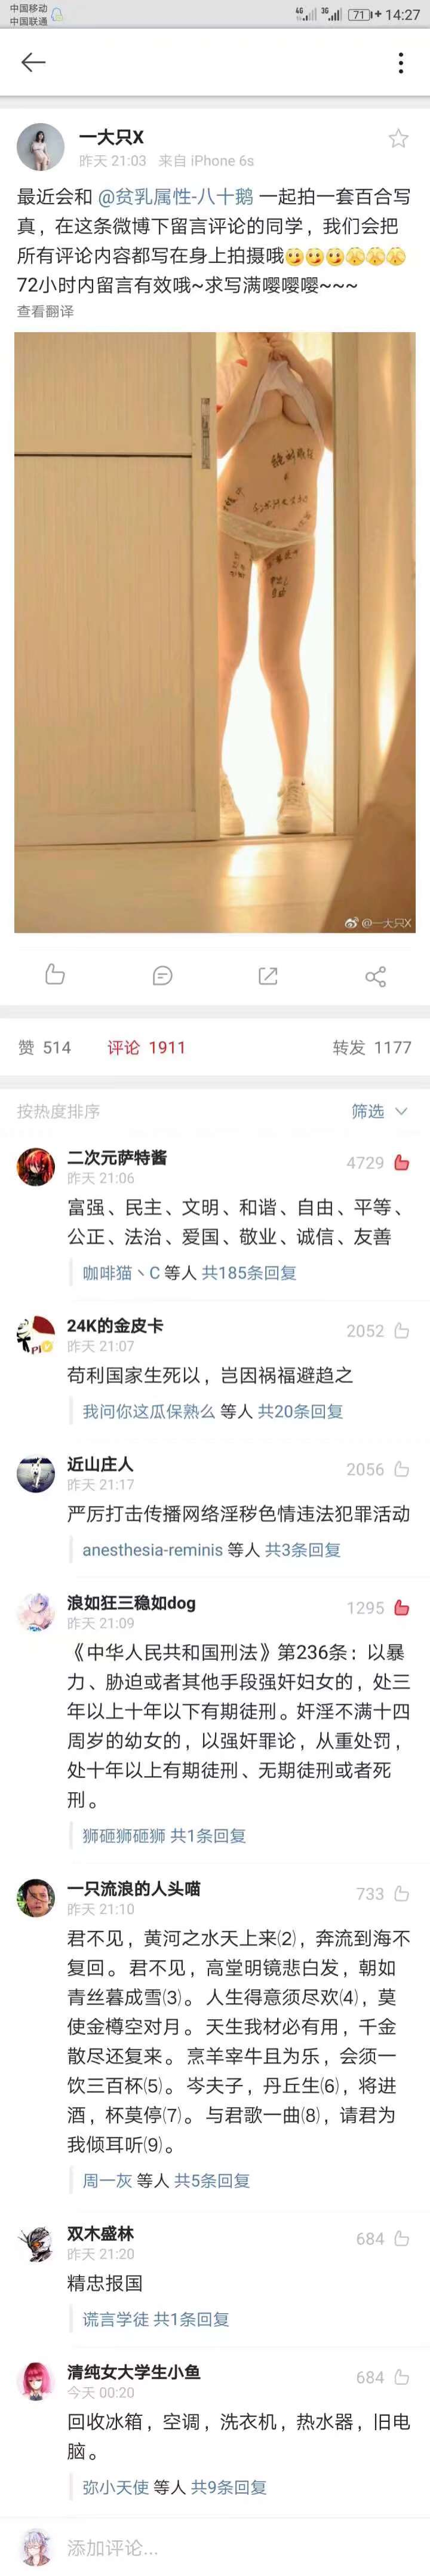 中国移动
中国联通
4G
3G
71
14:27
一大只X
昨天 21:03 来自 iPhone 6s
最近会和 @贫乳属性-八十鹅 一起拍一套百合写
真，在这条微博下留言评论的同学，我们会把
所有评论内容都写在身上拍摄哦
72小时内留言有效哦~求写满嘤嘤嘤~~~
查看翻译
@一大只X
赞 514 评论 1911 转发 1177
按热度排序 筛选
二次元萨特酱 4729
昨天 21:06
富强、民主、文明、和谐、自由、平等、
公正、法治、爱国、敬业、诚信、友善
咖啡猫丶C 等人 共185条回复
24K的金皮卡 2052
昨天 21:07
苟利国家生死以，岂因祸福避趋之
我问你这瓜保熟么 等人 共20条回复
近山庄人 2056
昨天 21:17
严厉打击传播网络淫秽色情违法犯罪活动
anesthesia-reminis 等人 共3条回复
浪如狂三稳如dog 1295
昨天 21:09
《中华人民共和国刑法》第236条：以暴
力、胁迫或者其他手段强奸妇女的，处三
年以上十年以下有期徒刑。奸淫不满十四
周岁的幼女的，以强奸罪论，从重处罚，
处十年以上有期徒刑、无期徒刑或者死
刑。
狮砸狮砸狮 共1条回复
一只流浪的人头喵 733
昨天 21:10
君不见，黄河之水天上来(2)，奔流到海不
复回。 君不见，高堂明镜悲白发，朝如
青丝暮成雪(3)。 人生得意须尽欢(4)，莫
使金樽空对月。 天生我材必有用，千金
散尽还复来。 烹羊宰牛且为乐，会须一
饮三百杯(5)。 岑夫子，丹丘生(6)，将进
酒，杯莫停(7)。 与君歌一曲(8)，请君为
我倾耳听(9)。
周一灰 等人 共5条回复
双木盛林 684
昨天 21:20
精忠报国
谎言学徒 共1条回复
清纯女大学生小鱼 684
今天 00:20
回收冰箱，空调，洗衣机，热水器，旧电
脑。
弥小天使 等人 共9条回复
添加评论...